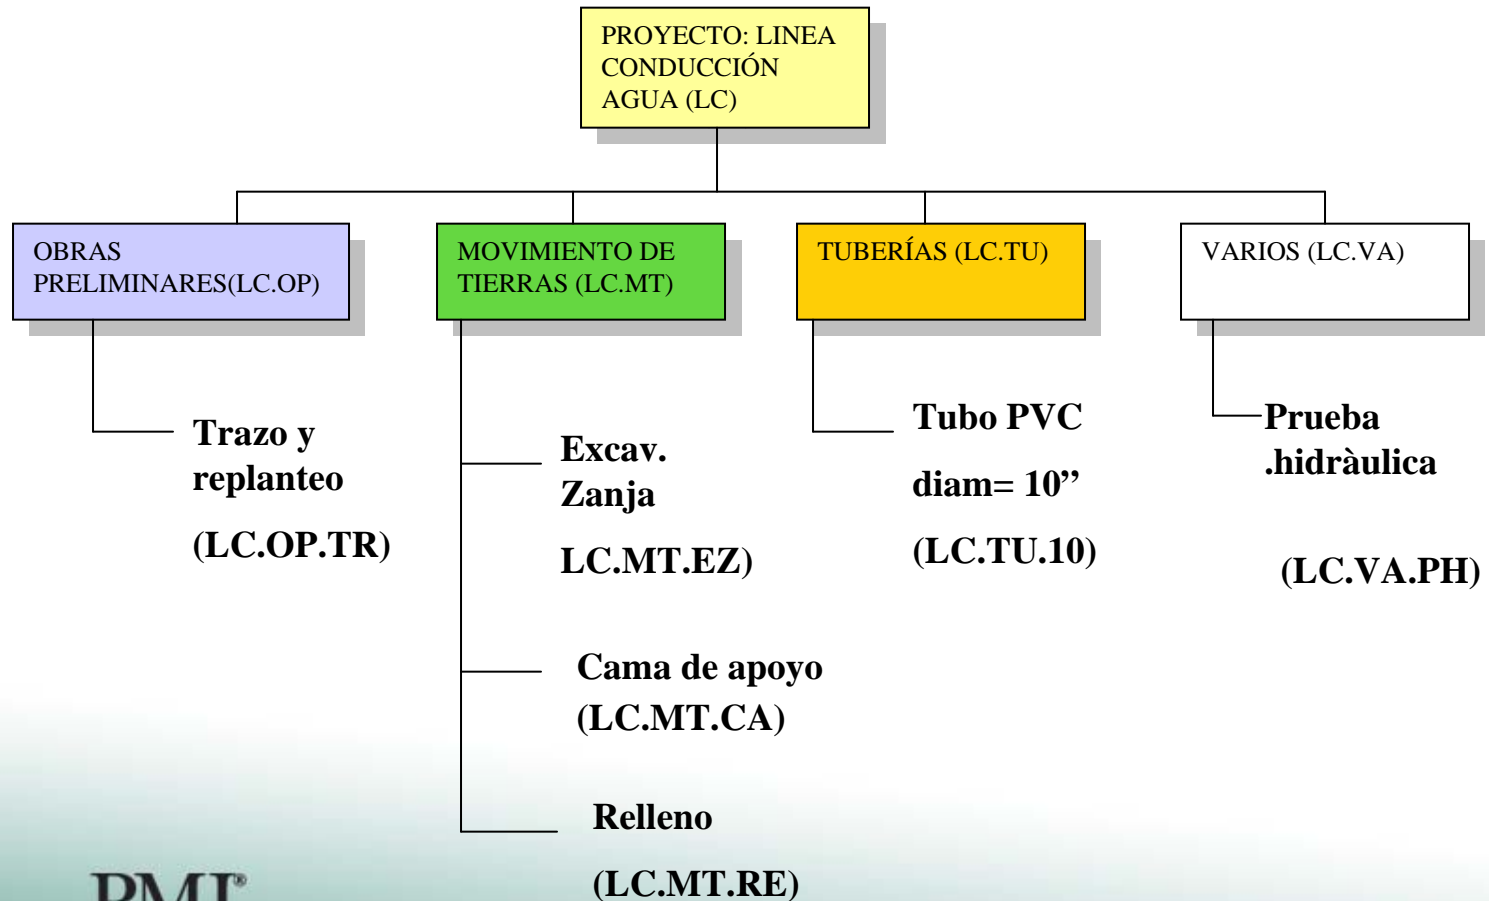 PROYECTO: LINEA
CONDUCCIÓN
AGUA (LC)
OBRAS
PRELIMINARES(LC.OP)
MOVIMIENTO DE
TIERRAS (LC.MT)
TUBERÍAS (LC.TU)
VARIOS (LC.VA)
Trazo y
replanteo
(LC.OP.TR)
Excav.
Zanja
LC.MT.EZ)
Cama de apoyo
(LC.MT.CA)
Relleno
(LC.MT.RE)
Tubo PVC
diam= 10”
(LC.TU.10)
Prueba
.hidràulica
(LC.VA.PH)
PMI®